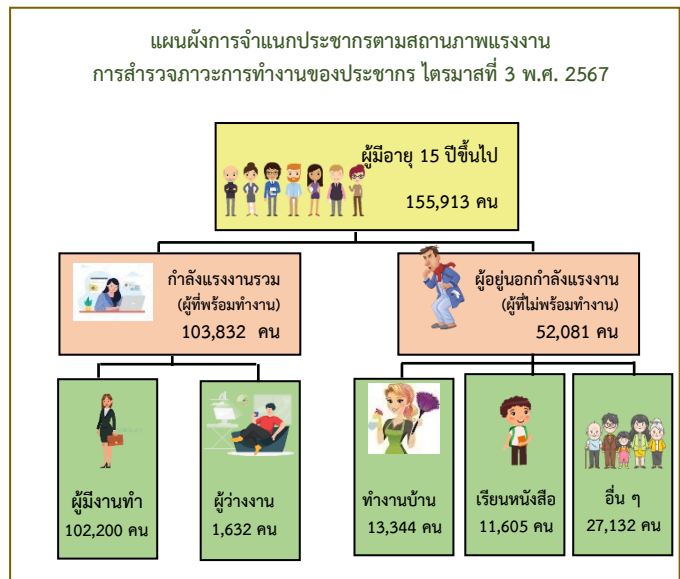 แผนผังการจำแนกประชากรตามสถานภาพแรงงาน
การสำรวจภาวะการทำงานของประชากร ไตรมาสที่ 3 พ.ศ. 2567
ผู้มีอายุ 15 ปีขึ้นไป
155,913 คน
กำลังแรงงานรวม
(ผู้ที่พร้อมทำงาน)
103,832 คน
ผู้อยู่นอกกำลังแรงงาน
(ผู้ที่ไม่พร้อมทำงาน)
52,081 คน
ผู้มีงานทำ
102,200 คน
ผู้ว่างงาน
1,632 คน
ทำงานบ้าน
13,344 คน
เรียนหนังสือ
11,605 คน
อื่น ๆ
27,132 คน